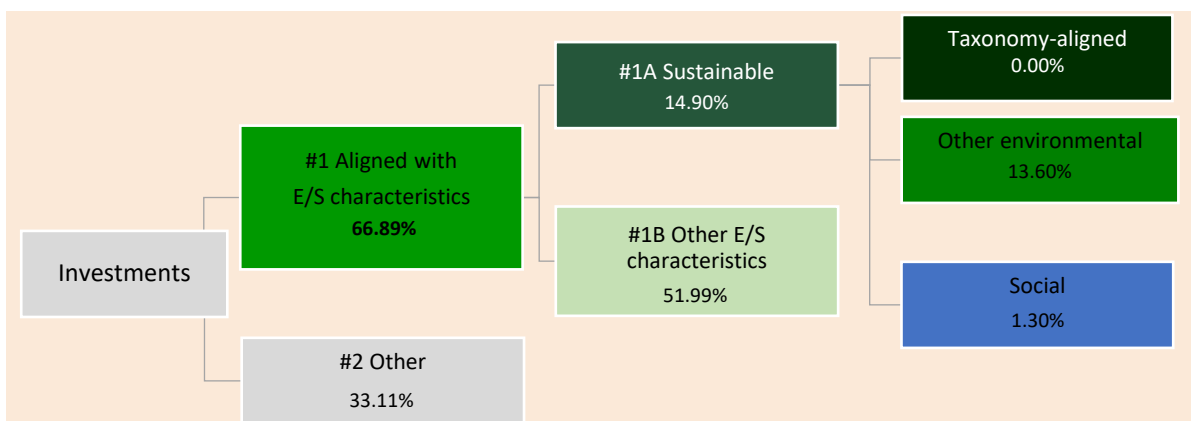 Investments
#1 Aligned with
E/S characteristics
66.89%
#2 Other
33.11%
#1A Sustainable
14.90%
#1B Other E/S
characteristics
51.99%
Taxonomy-aligned
0.00%
Other environmental
13.60%
Social
1.30%